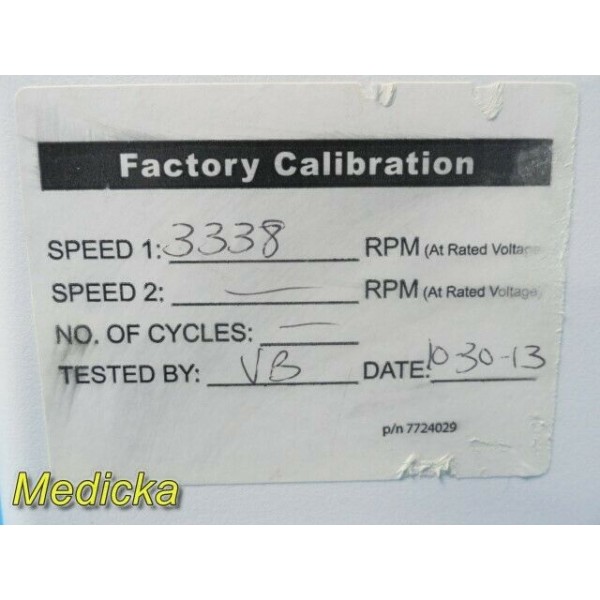 Factory Calibration
SPEED 1: 3338 RPM (At Rated Voltage
SPEED 2: — RPM (At Rated Voltage)
NO. OF CYCLES: —
TESTED BY: VB DATE: 10 30-13
p/n 7724029
Medicka